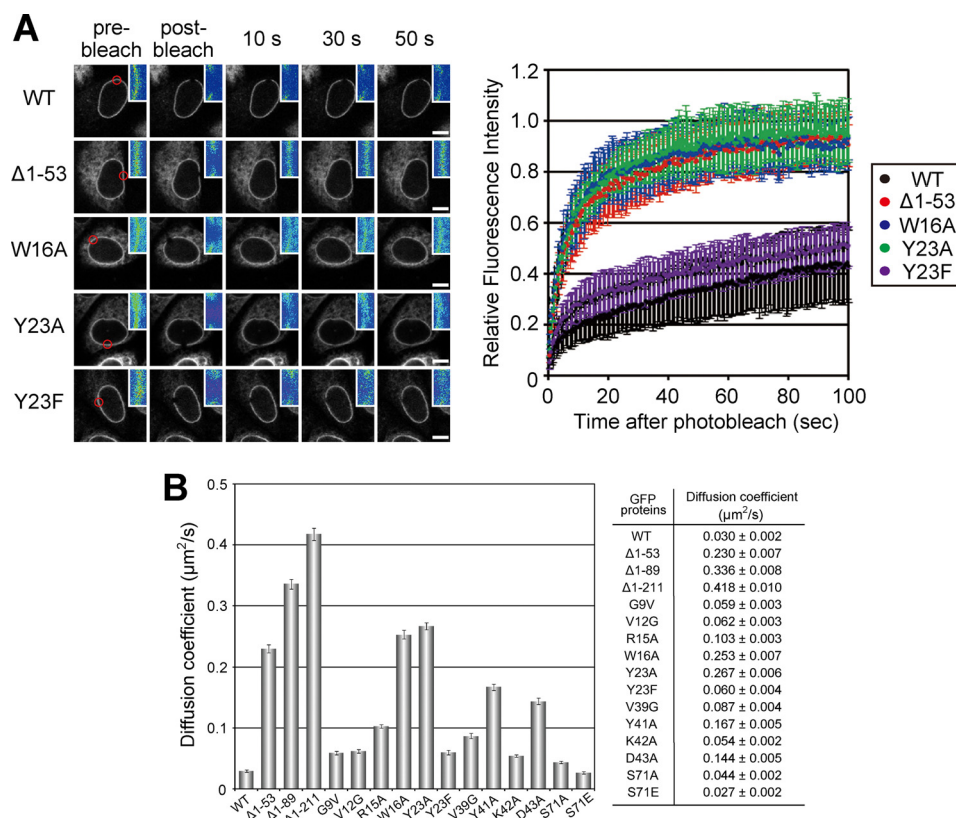 A
pre-bleach post-bleach 10 s 30 s 50 s
WT
Δ1-53
W16A
Y23A
Y23F
Relative Fluorescence Intensity
1.2
1.0
0.8
0.6
0.4
0.2
0
0 20 40 60 80 100
Time after photobleach (sec)
WT
Δ1-53
W16A
Y23A
Y23F
B
Diffusion coefficient (μm²/s)
0.5
0.4
0.3
0.2
0.1
0
WT Δ1-53 Δ1-89 Δ1-211 G9V V12G R15A W16A Y23A Y23F V39G Y41A K42A D43A S71A S71E
GFP proteins Diffusion coefficient (μm²/s)
WT 0.030 ± 0.002
Δ1-53 0.230 ± 0.007
Δ1-89 0.336 ± 0.008
Δ1-211 0.418 ± 0.010
G9V 0.059 ± 0.003
V12G 0.062 ± 0.003
R15A 0.103 ± 0.003
W16A 0.253 ± 0.007
Y23A 0.267 ± 0.006
Y23F 0.060 ± 0.004
V39G 0.087 ± 0.004
Y41A 0.167 ± 0.005
K42A 0.054 ± 0.002
D43A 0.144 ± 0.005
S71A 0.044 ± 0.002
S71E 0.027 ± 0.002